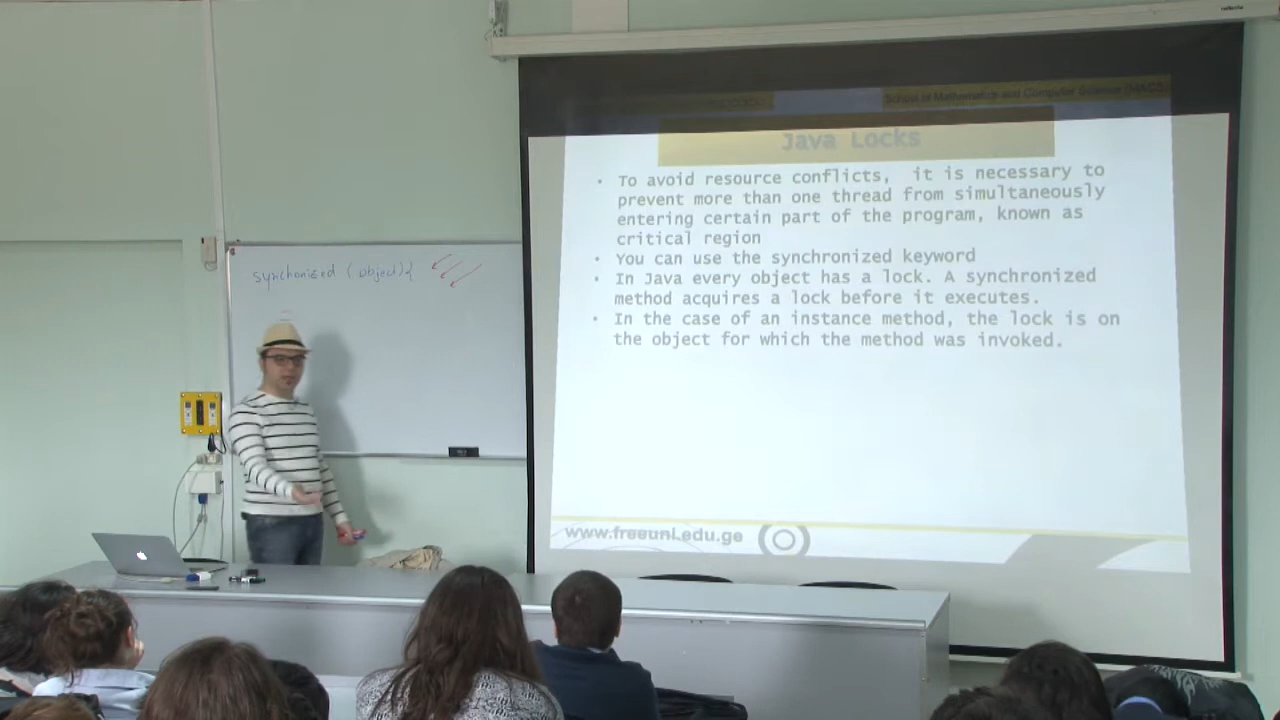 School of Mathematics and Computer Science (MACS
Java Locks
To avoid resource conflicts, it is necessary to
prevent more than one thread from simultaneously
entering certain part of the program, known as
critical region
You can use the synchronized keyword
In Java every object has a lock. A synchronized
method acquires a lock before it executes.
In the case of an instance method, the lock is on
the object for which the method was invoked.
www.freeuni.edu.ge
synchonized (object){